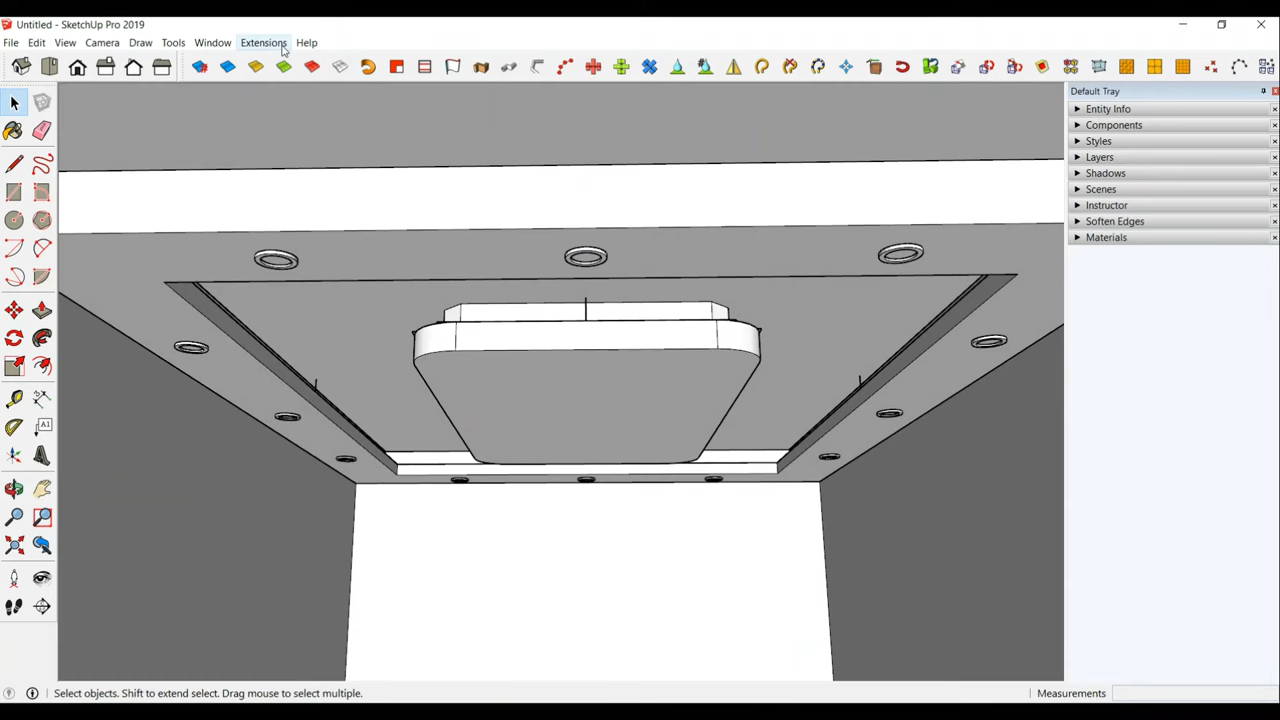 Untitled - SketchUp Pro 2019
File Edit View Camera Draw Tools Window Extensions Help
Default Tray
Entity Info
Components
Styles
Layers
Shadows
Scenes
Instructor
Soften Edges
Materials
A1
Select objects. Shift to extend select. Drag mouse to select multiple.
Measurements